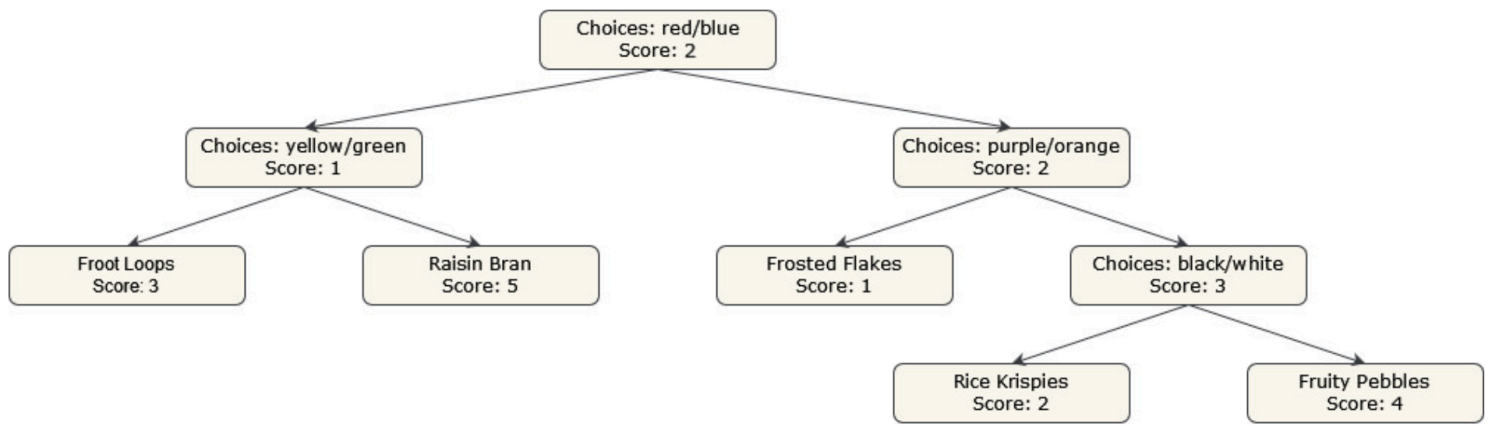 Choices: red/blue
Score: 2
Choices: yellow/green
Score: 1
Choices: purple/orange
Score: 2
Froot Loops
Score: 3
Raisin Bran
Score: 5
Frosted Flakes
Score: 1
Choices: black/white
Score: 3
Rice Krispies
Score: 2
Fruity Pebbles
Score: 4